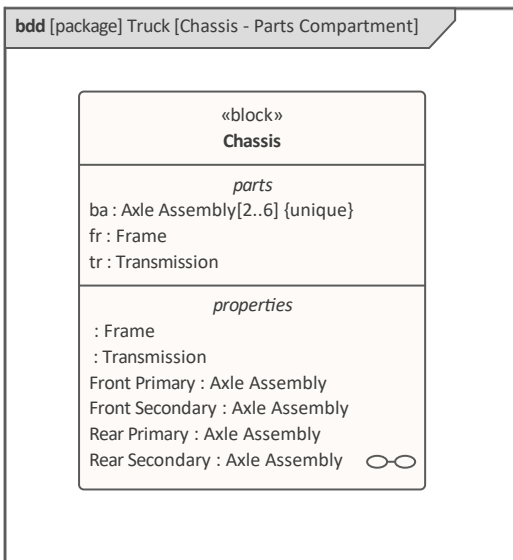 bdd [package] Truck [Chassis - Parts Compartment]
«block»
Chassis
parts
ba : Axle Assembly[2..6] {unique}
fr : Frame
tr : Transmission
properties
: Frame
: Transmission
Front Primary : Axle Assembly
Front Secondary : Axle Assembly
Rear Primary : Axle Assembly
Rear Secondary : Axle Assembly